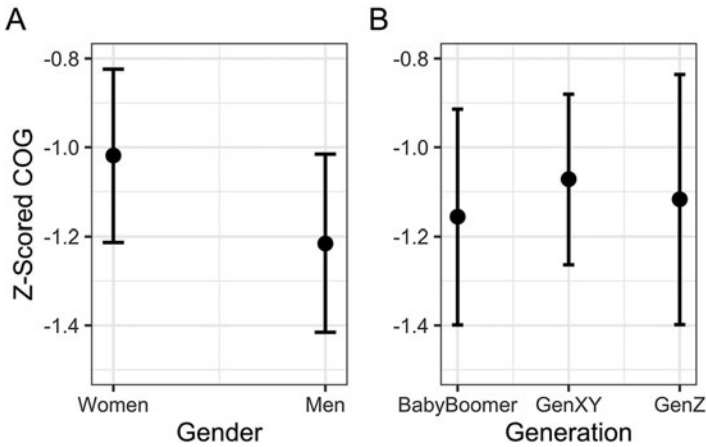 A
B
Z-Scored COG
-0.8
-1.0
-1.2
-1.4
Women
Men
Gender
-0.8
-1.0
-1.2
-1.4
BabyBoomer
GenXY
GenZ
Generation